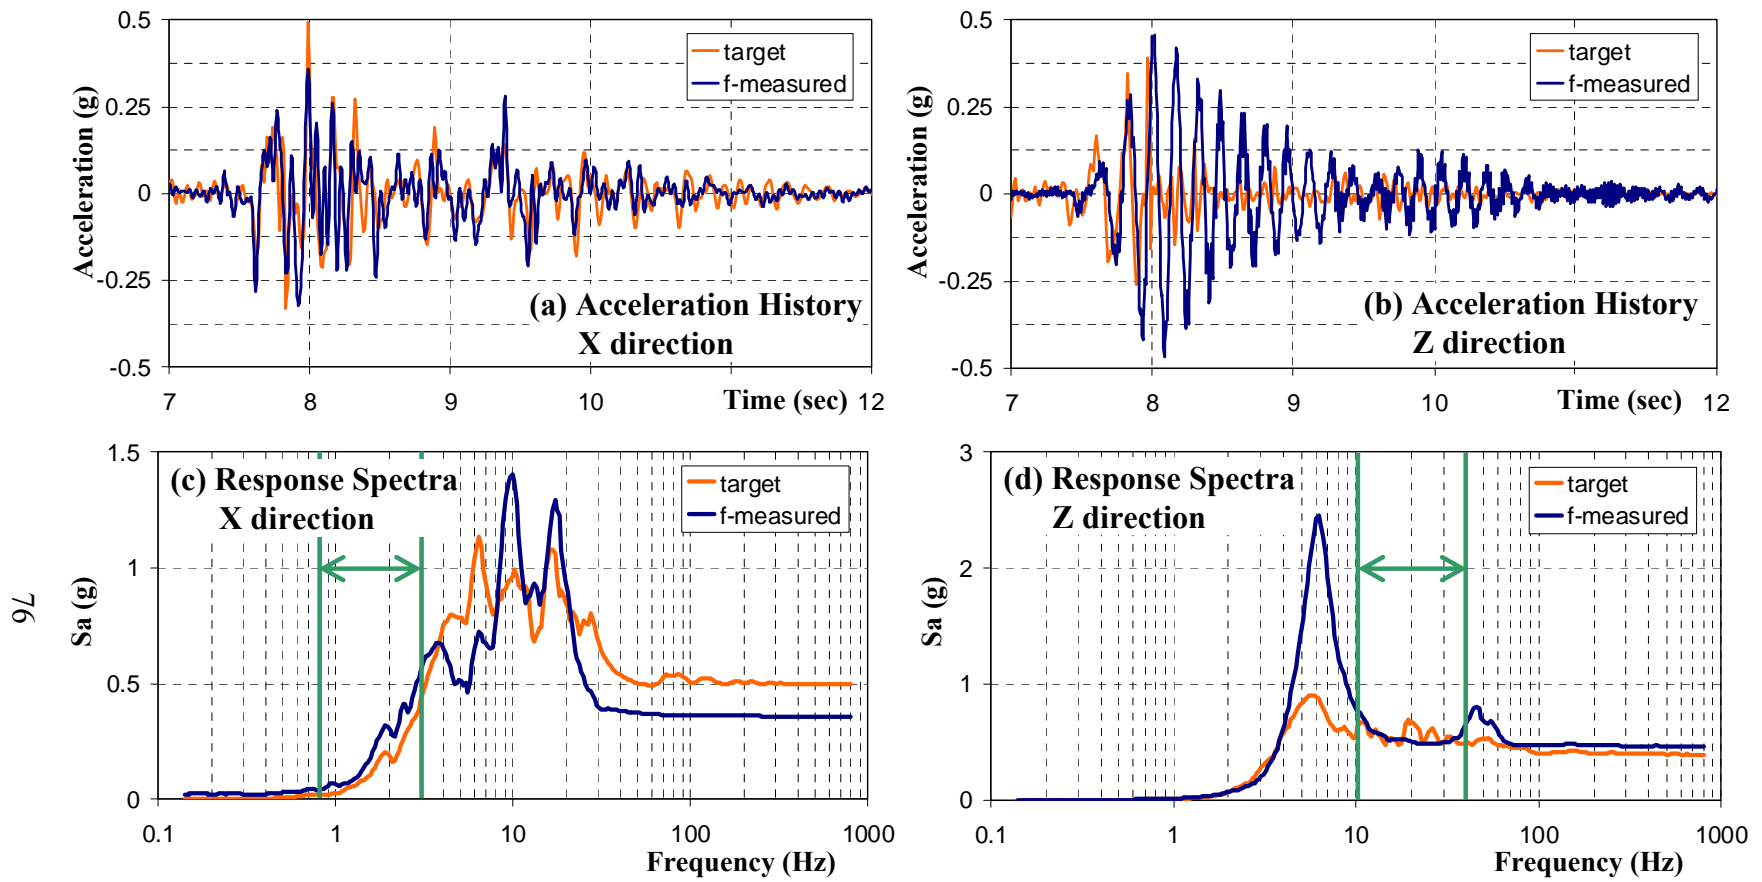 0.5
0.25
0
-0.25
-0.5
Acceleration (g)
target
f-measured
(a) Acceleration History
X direction
7
8
9
10
Time (sec)
12
0.5
0.25
0
-0.25
-0.5
Acceleration (g)
target
f-measured
(b) Acceleration History
Z direction
7
8
9
10
Time (sec)
12
1.5
1
0.5
0
Sa (g)
(c) Response Spectra
X direction
target
f-measured
0.1
1
10
100
1000
Frequency (Hz)
3
2
1
0
Sa (g)
(d) Response Spectra
Z direction
target
f-measured
0.1
1
10
100
1000
Frequency (Hz)
76